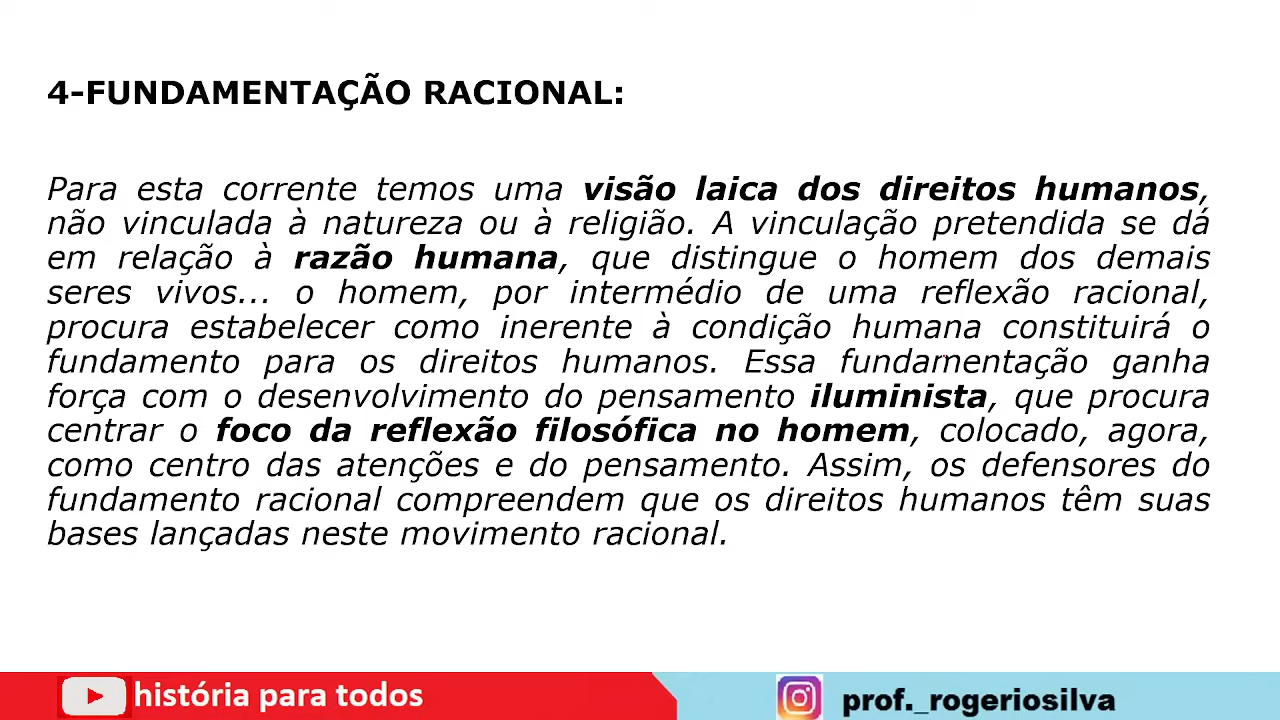 4-FUNDAMENTAÇÃO RACIONAL:
Para esta corrente temos uma visão laica dos direitos humanos,
não vinculada à natureza ou à religião. A vinculação pretendida se dá
em relação à razão humana, que distingue o homem dos demais
seres vivos... o homem, por intermédio de uma reflexão racional,
procura estabelecer como inerente à condição humana constituirá o
fundamento para os direitos humanos. Essa fundamentação ganha
força com o desenvolvimento do pensamento iluminista, que procura
centrar o foco da reflexão filosófica no homem, colocado, agora,
como centro das atenções e do pensamento. Assim, os defensores do
fundamento racional compreendem que os direitos humanos têm suas
bases lançadas neste movimento racional.
história para todos
prof._rogeriosilva